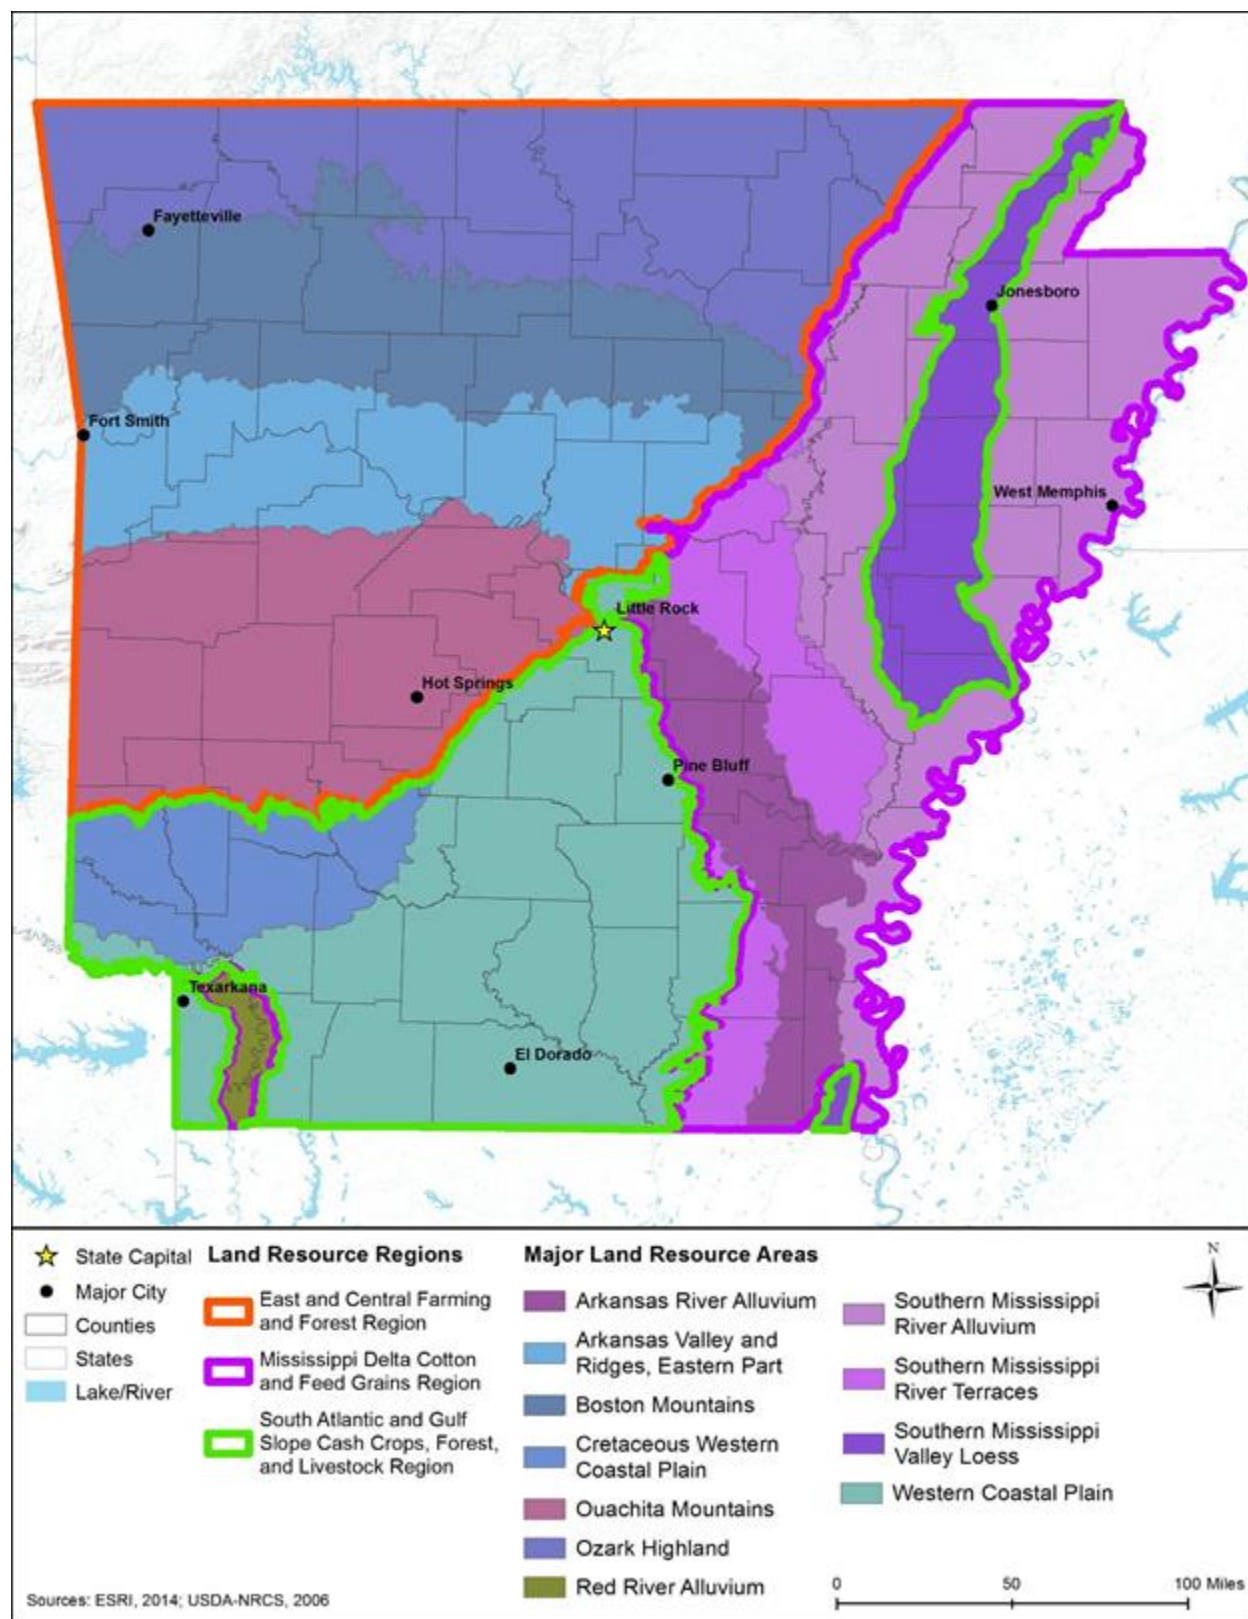 Fayetteville
Jonesboro
Fort Smith
West Memphis
Little Rock
Hot Springs
Pine Bluff
Texarkana
El Dorado
State Capital
Major City
Counties
States
Lake/River
Land Resource Regions
East and Central Farming
and Forest Region
Mississippi Delta Cotton
and Feed Grains Region
South Atlantic and Gulf
Slope Cash Crops, Forest,
and Livestock Region
Major Land Resource Areas
Arkansas River Alluvium
Arkansas Valley and
Ridges, Eastern Part
Boston Mountains
Cretaceous Western
Coastal Plain
Ouachita Mountains
Ozark Highland
Red River Alluvium
Southern Mississippi
River Alluvium
Southern Mississippi
River Terraces
Southern Mississippi
Valley Loess
Western Coastal Plain
N
0 50 100 Miles
Sources: ESRI, 2014; USDA-NRCS, 2006